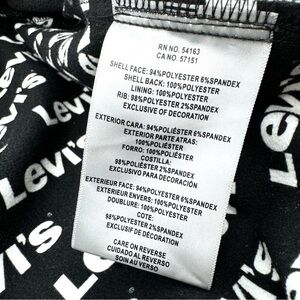 RN NO. 54163
CA NO. 57151
SHELL FACE: 94%POLYESTER 6%SPANDEX
SHELL BACK: 100%POLYESTER
LINING: 100%POLYESTER
RIB: 98%POLYESTER 2%SPANDEX
EXCLUSIVE OF DECORATION
EXTERIOR CARA: 94%POLIÉSTER 6%SPANDEX
EXTERIOR PARTE ATRAS:
100%POLIÉSTER
FORRO: 100%POLIÉSTER
COSTILLA:
98%POLIÉSTER 2%SPANDEX
EXCLUSIVO PARA DECORACIÓN
EXTERIEUR FACE: 94%POLYESTER 6%SPANDEX
EXTERIEUR ENVERS: 100%POLYESTER
DOUBLURE: 100%POLYESTER
COTE:
98%POLYESTER 2%SPANDEX
EXCLUSIF DE DÉCORATION
CARE ON REVERSE
CUIDADO AL REVERSO
SOIN AU VERSO
Levi's
Levi's
Levi's
Levi's
Levi's